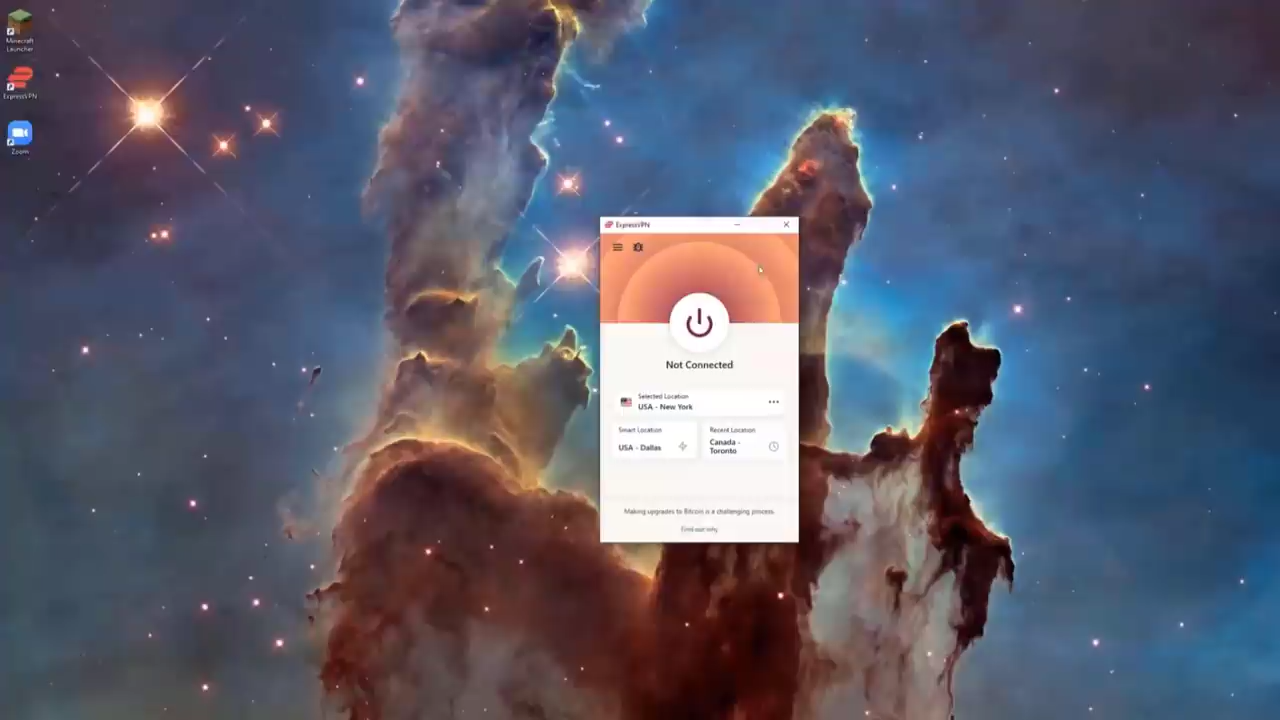 Minecraft
Launcher
ExpressVPN
Zoom
ExpressVPN
Not Connected
Selected Location
USA - New York
Smart Location
USA - Dallas
Recent Location
Canada -
Toronto
Making upgrades to Bitcoin is a challenging process.
Find out why